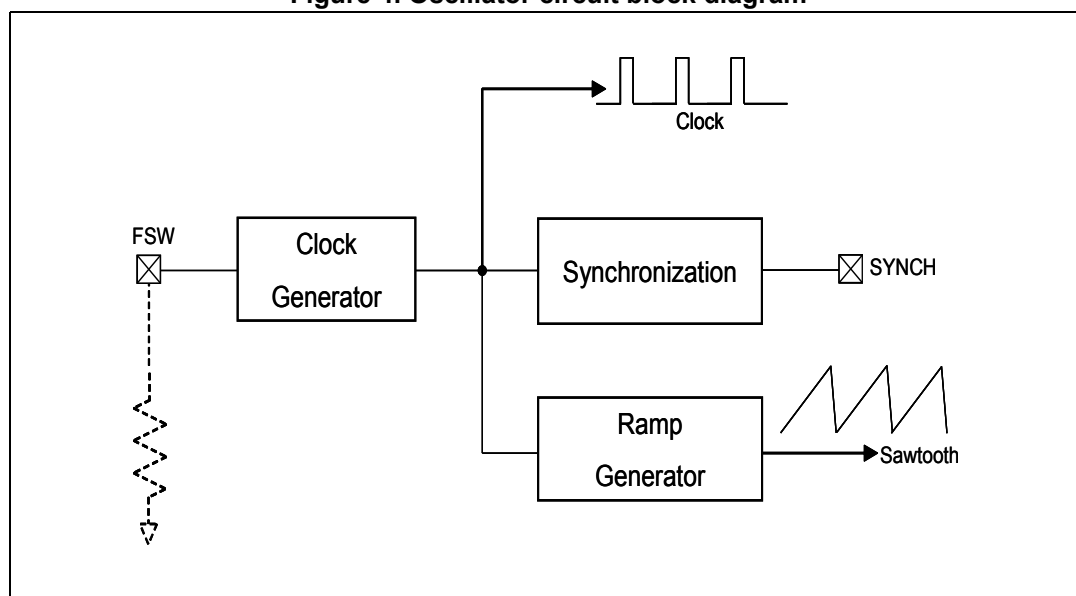 Figure 4. Oscillator circuit block diagram
Clock
FSW
Clock
Generator
Synchronization
SYNCH
Ramp
Generator
Sawtooth